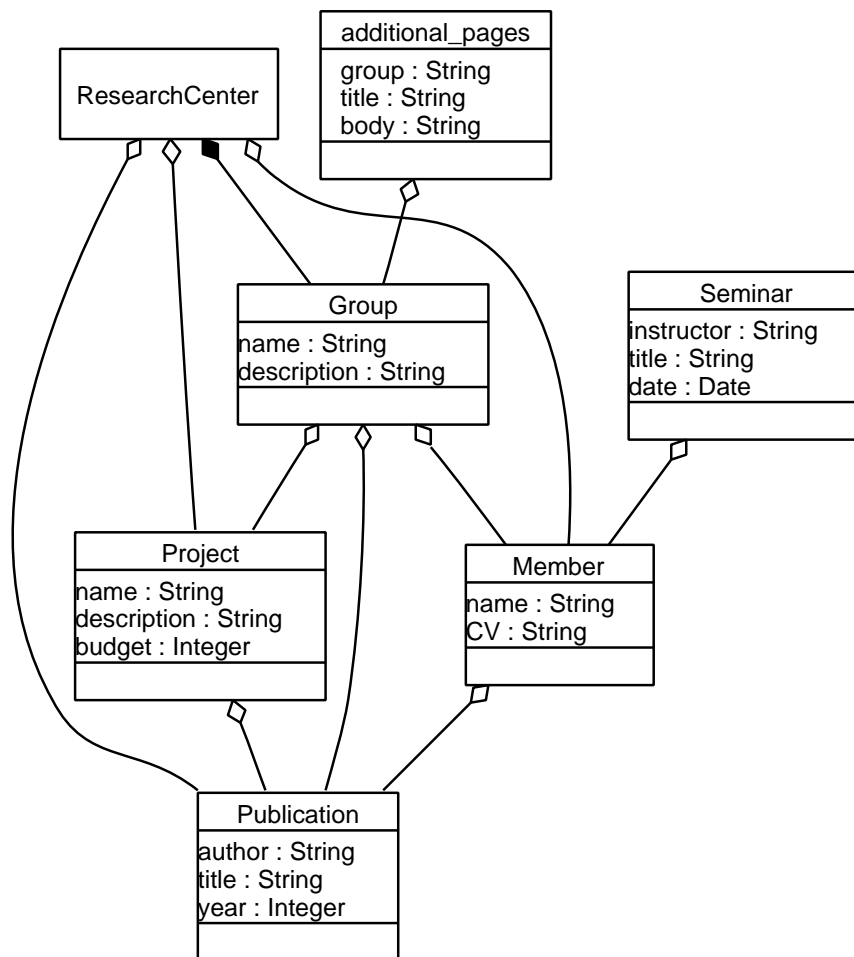 additional_pages
group : String
title : String
body : String
ResearchCenter
Group
name : String
description : String
Seminar
instructor : String
title : String
date : Date
Project
name : String
description : String
budget : Integer
Member
name : String
CV : String
Publication
author : String
title : String
year : Integer